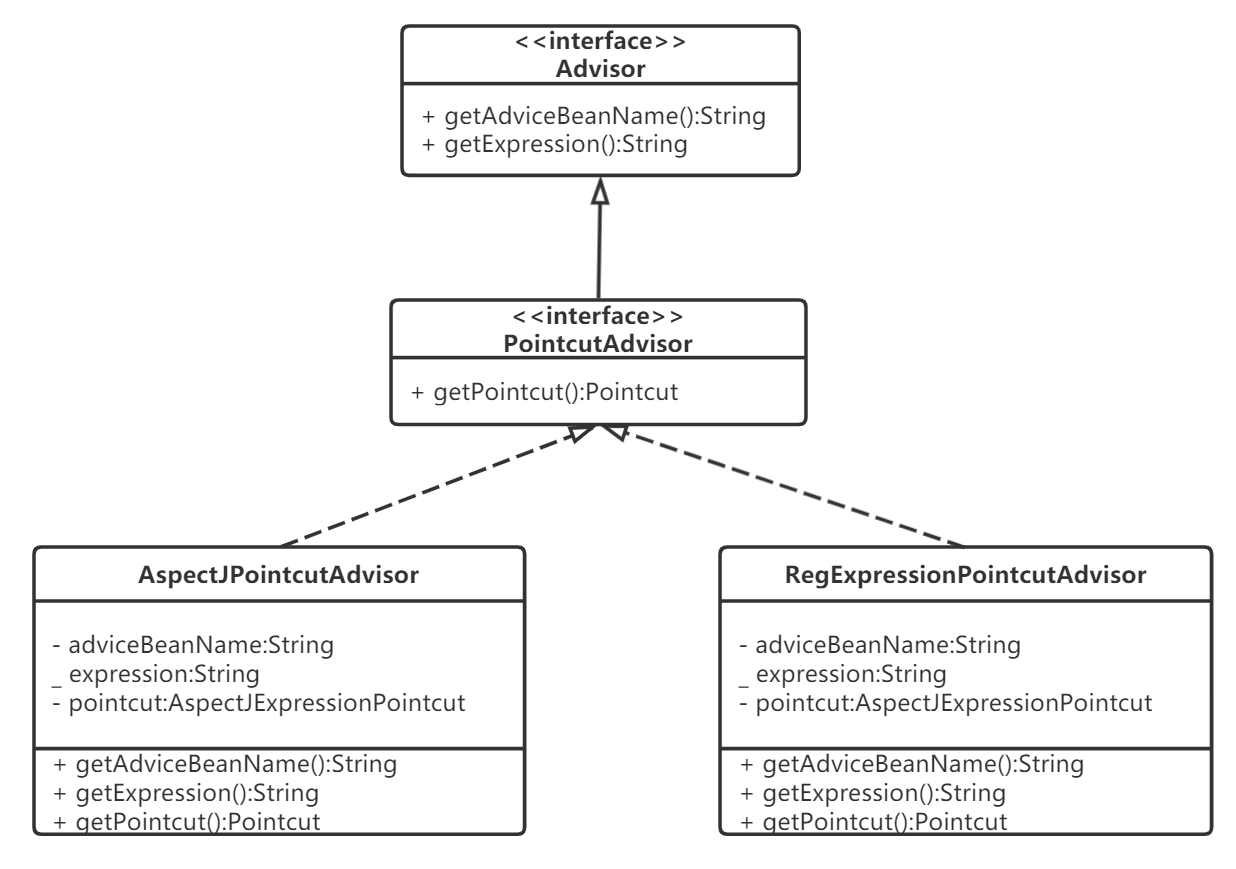 <<interface>>
Advisor
+ getAdviceBeanName():String
+ getExpression():String
<<interface>>
PointcutAdvisor
+ getPointcut():Pointcut
AspectJPointcutAdvisor
- adviceBeanName:String
_ expression:String
- pointcut:AspectJExpressionPointcut
+ getAdviceBeanName():String
+ getExpression():String
+ getPointcut():Pointcut
RegExpressionPointcutAdvisor
- adviceBeanName:String
_ expression:String
- pointcut:AspectJExpressionPointcut
+ getAdviceBeanName():String
+ getExpression():String
+ getPointcut():Pointcut